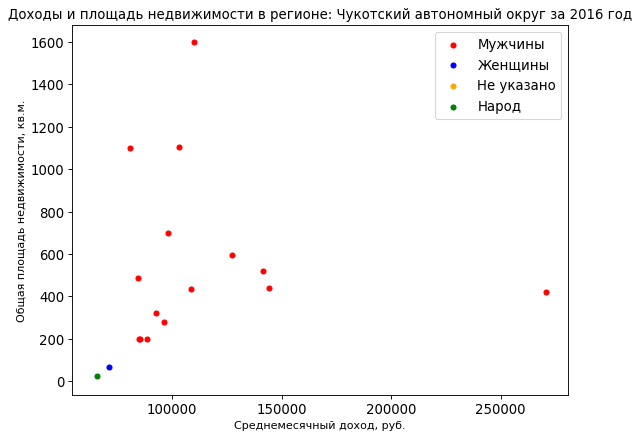 Доходы и площадь недвижимости в регионе: Чукотский автономный округ за 2016 год
Мужчины
Женщины
Не указано
Народ
Общая площадь недвижимости, кв.м.
1600
1400
1200
1000
800
600
400
200
0
100000 150000 200000 250000
Среднемесячный доход, руб.